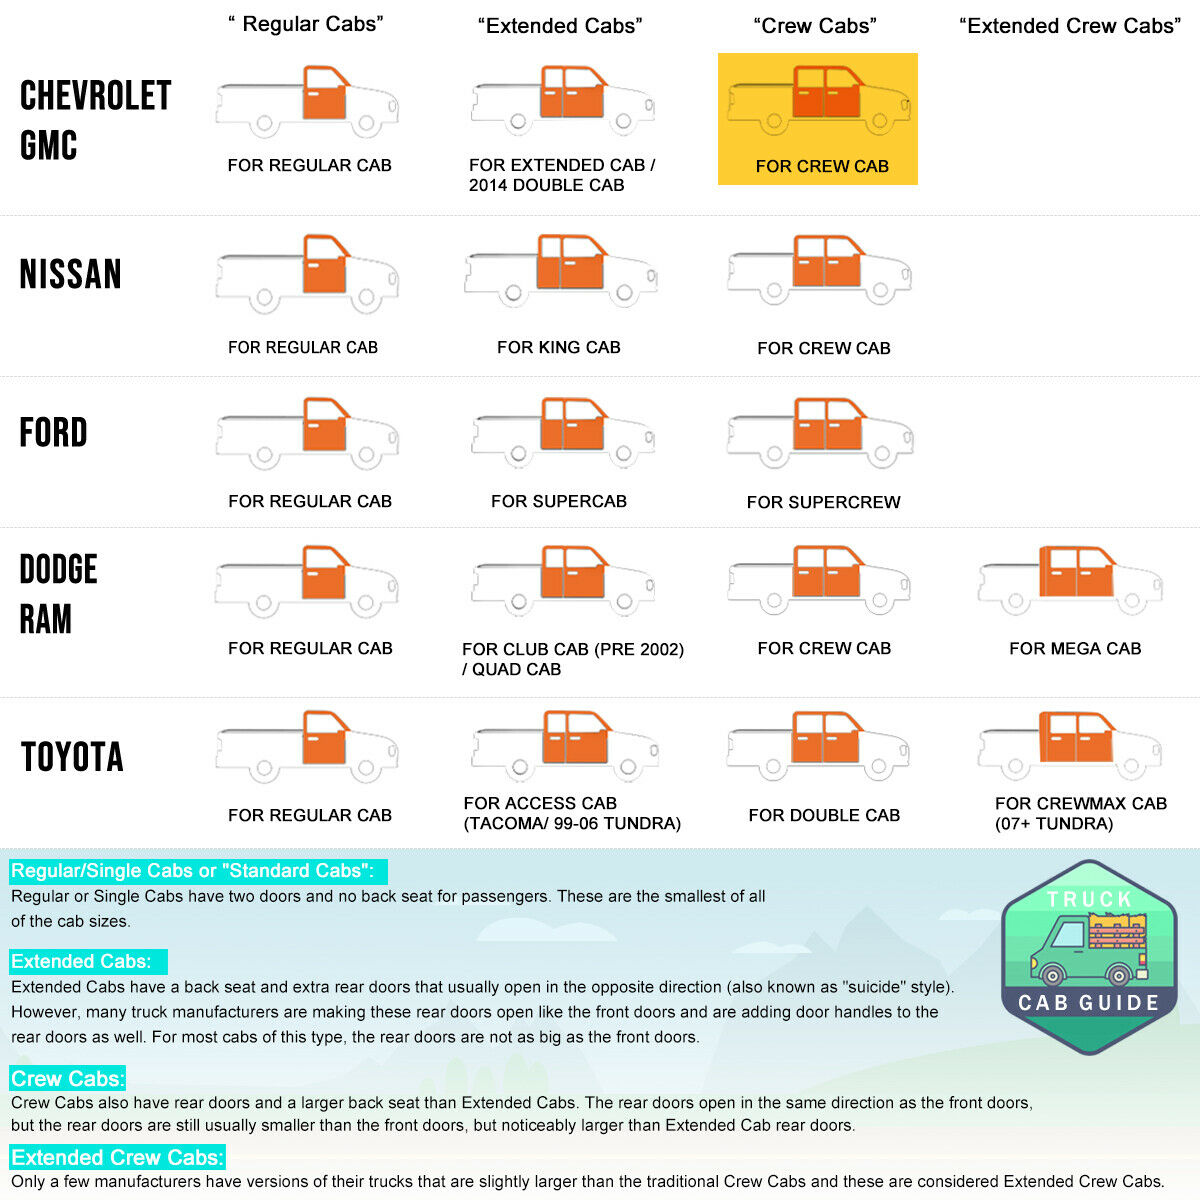 “ Regular Cabs”
“Extended Cabs”
“Crew Cabs”
“Extended Crew Cabs”
CHEVROLET
GMC
FOR REGULAR CAB
FOR EXTENDED CAB /
2014 DOUBLE CAB
FOR CREW CAB
NISSAN
FOR REGULAR CAB
FOR KING CAB
FOR CREW CAB
FORD
FOR REGULAR CAB
FOR SUPERCAB
FOR SUPERCREW
DODGE
RAM
FOR REGULAR CAB
FOR CLUB CAB (PRE 2002)
/ QUAD CAB
FOR CREW CAB
FOR MEGA CAB
TOYOTA
FOR REGULAR CAB
FOR ACCESS CAB
(TACOMA/ 99-06 TUNDRA)
FOR DOUBLE CAB
FOR CREWMAX CAB
(07+ TUNDRA)
Regular/Single Cabs or "Standard Cabs":
Regular or Single Cabs have two doors and no back seat for passengers. These are the smallest of all
of the cab sizes.
Extended Cabs:
Extended Cabs have a back seat and extra rear doors that usually open in the opposite direction (also known as "suicide" style).
However, many truck manufacturers are making these rear doors open like the front doors and are adding door handles to the
rear doors as well. For most cabs of this type, the rear doors are not as big as the front doors.
Crew Cabs:
Crew Cabs also have rear doors and a larger back seat than Extended Cabs. The rear doors open in the same direction as the front doors,
but the rear doors are still usually smaller than the front doors, but noticeably larger than Extended Cab rear doors.
Extended Crew Cabs:
Only a few manufacturers have versions of their trucks that are slightly larger than the traditional Crew Cabs and these are considered Extended Crew Cabs.
TRUCK
CAB GUIDE